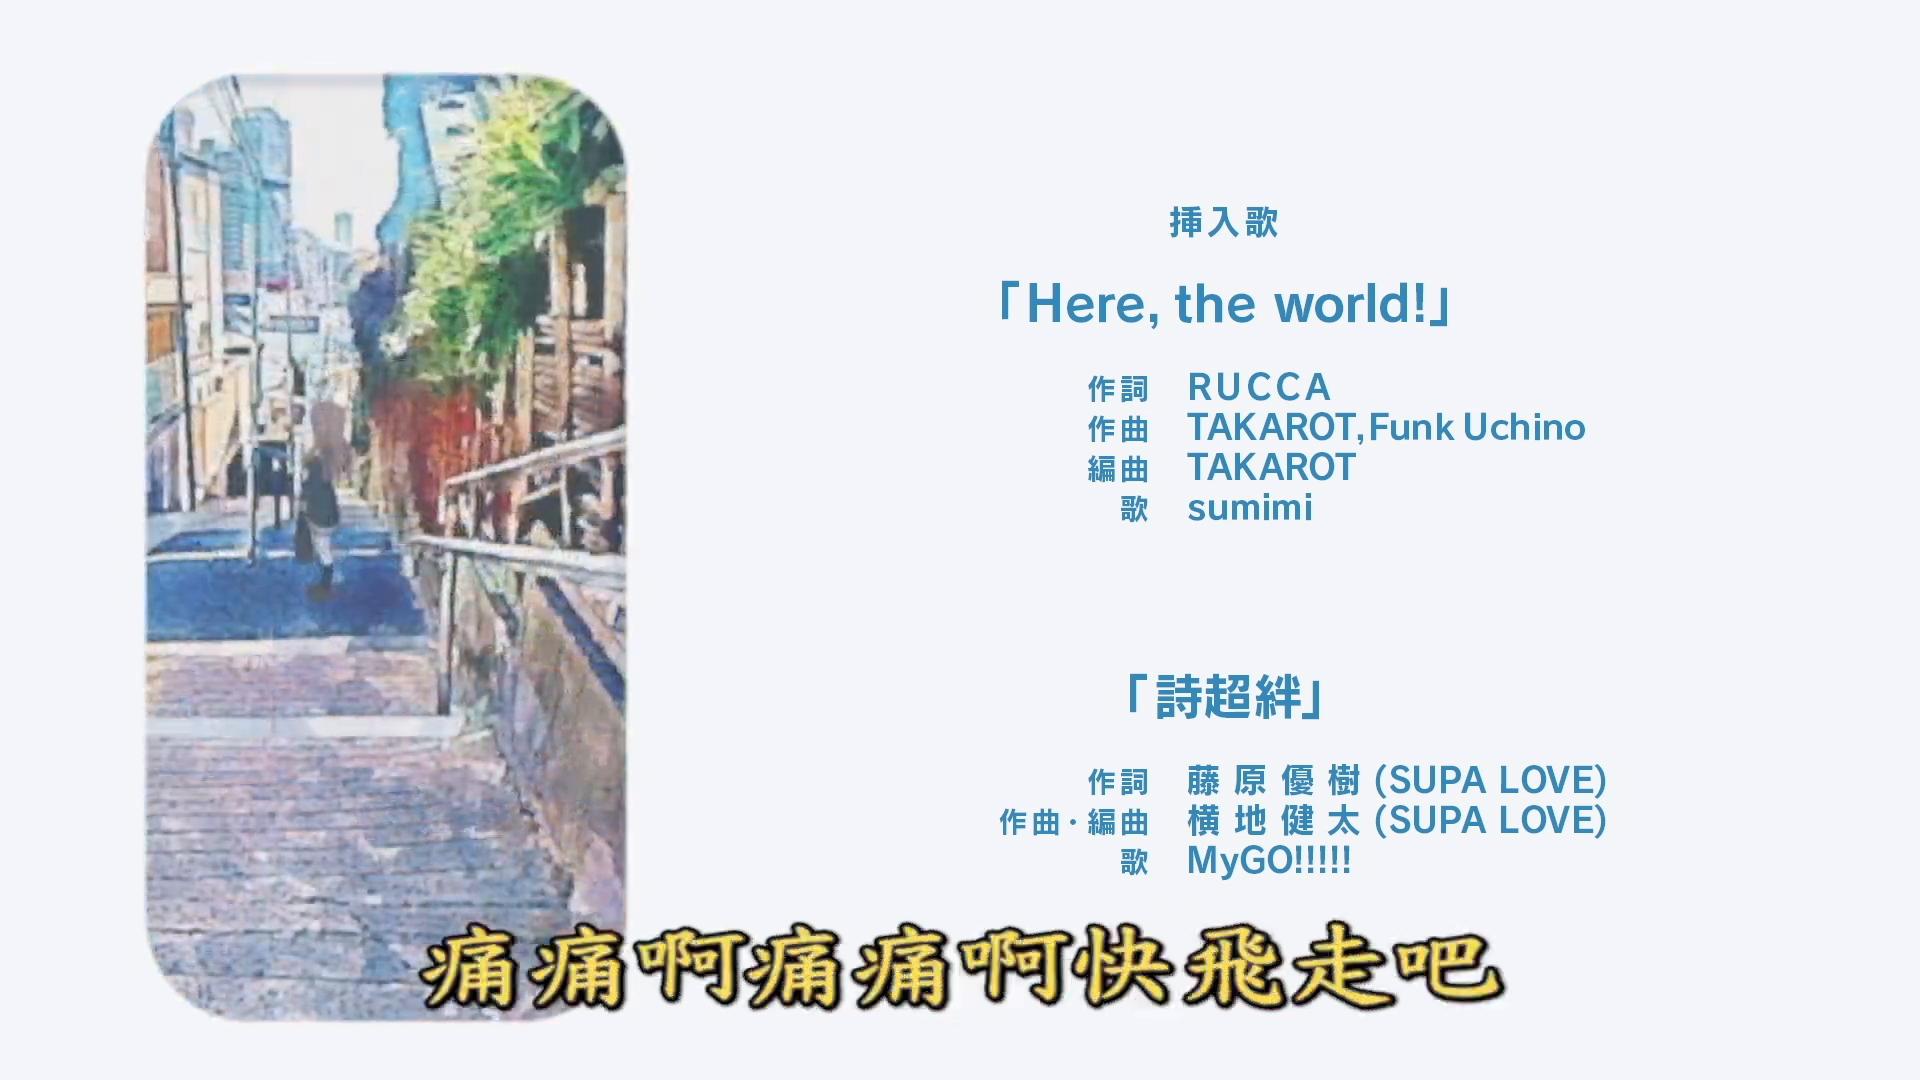 挿入歌
「Here, the world!」
作詞 RUCCA
作曲 TAKAROT,Funk Uchino
編曲 TAKAROT
歌 sumimi
「詩超絆」
作詞 藤原優樹 (SUPA LOVE)
作曲・編曲 横地健太 (SUPA LOVE)
歌 MyGO!!!!!
痛痛啊痛痛啊快飛走吧